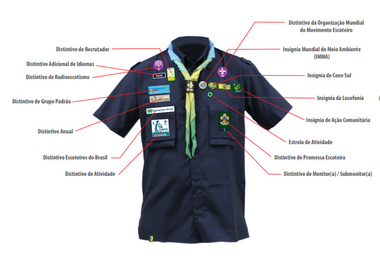 Distintivo da Organização Mundial
do Movimento Escoteiro
Distintivo de Recrutador
Insígnia Mundial do Meio Ambiente
(IMMA)
Distintivo Adicional de Idiomas
Distintivo de Radioescotismo
Insígnia do Cone Sul
Distintivo de Grupo Padrão
Insígnia da Lusofonia
Insígnia de Ação Comunitária
Distintivo Anual
Estrela de Atividade
Distintivo Escoteiros do Brasil
Distintivo de Promessa Escoteira
Distintivo de Atividade
Distintivo de Monitor(a) / Submonitor(a)